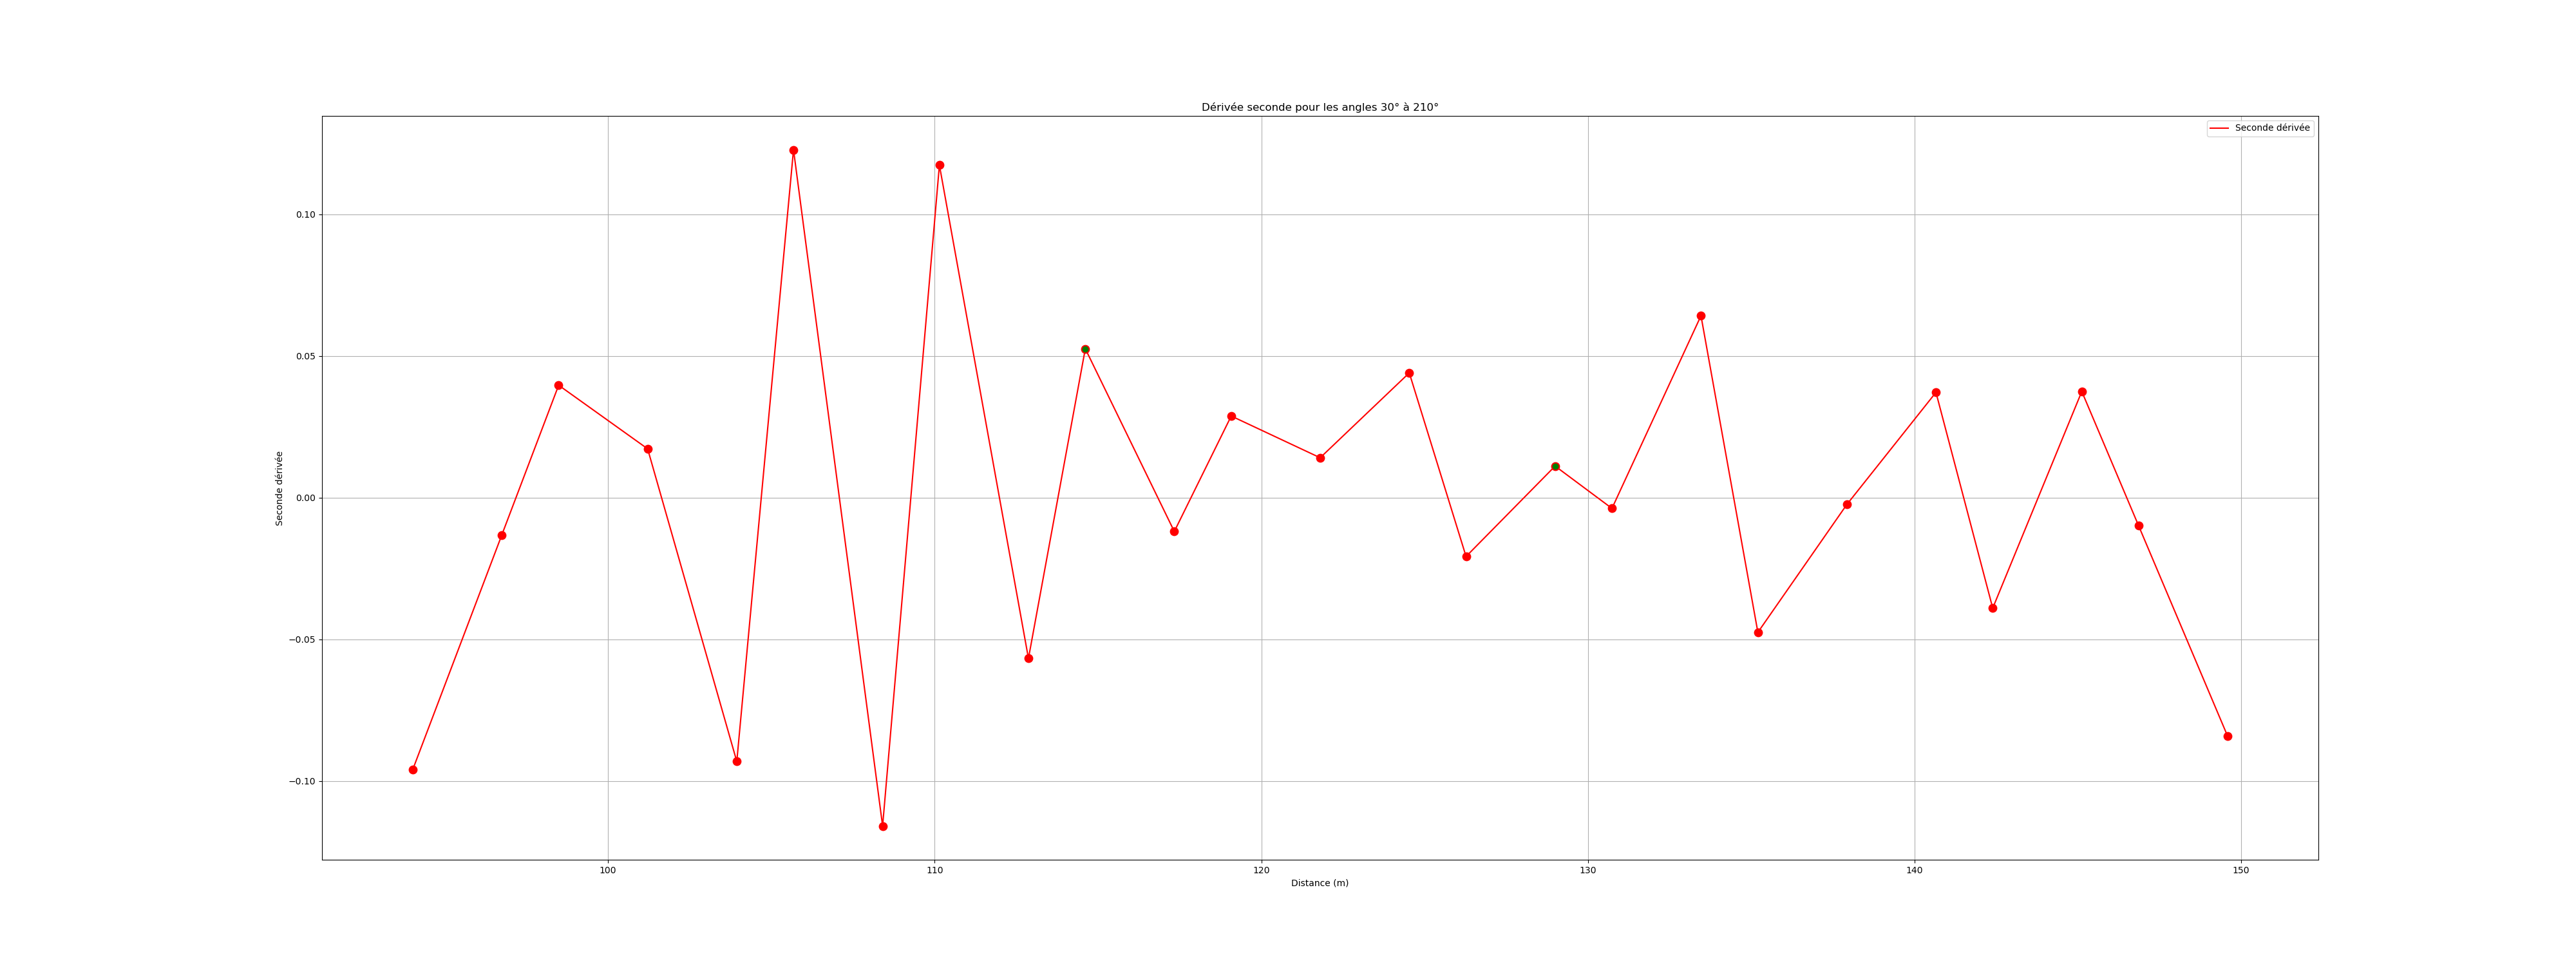 Dérivée seconde pour les angles 30° à 210°
Seconde dérivée
0.10
0.05
0.00
−0.05
−0.10
Seconde dérivée
100
110
120
130
140
150
Distance (m)